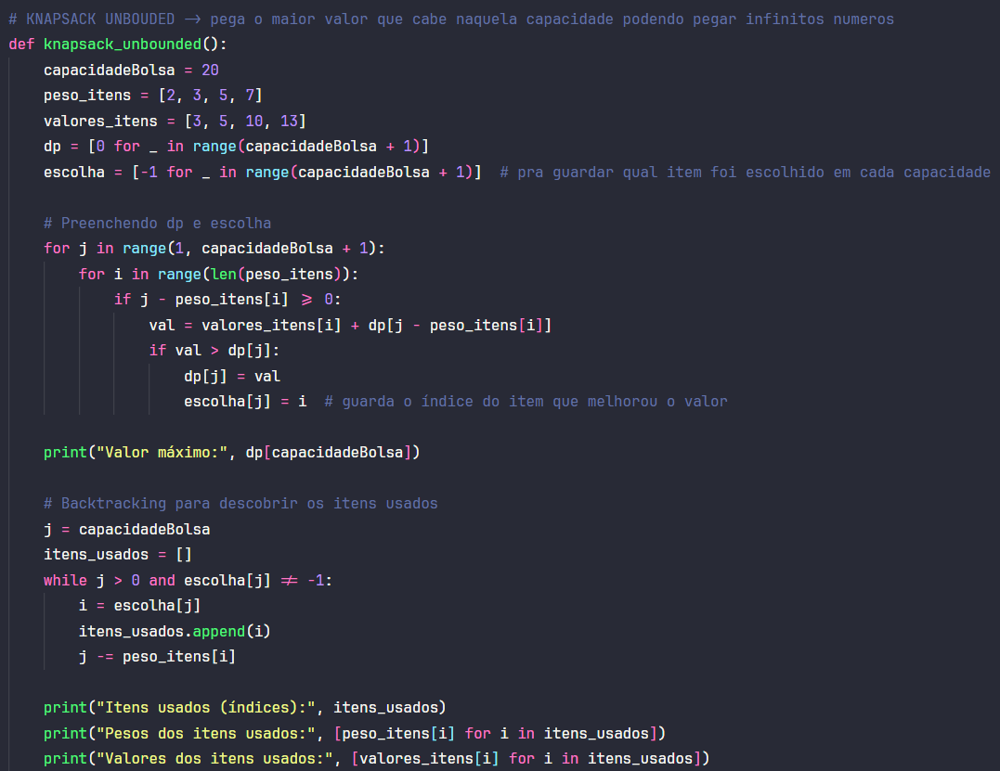 # KNAPSACK UNBOUDED -> pega o maior valor que cabe naquela capacidade podendo pegar infinitos numeros
def knapsack_unbounded():
    capacidadeBolsa = 20
    peso_itens = [2, 3, 5, 7]
    valores_itens = [3, 5, 10, 13]
    dp = [0 for _ in range(capacidadeBolsa + 1)]
    escolha = [-1 for _ in range(capacidadeBolsa + 1)]  # pra guardar qual item foi escolhido em cada capacidade

    # Preenchendo dp e escolha
    for j in range(1, capacidadeBolsa + 1):
        for i in range(len(peso_itens)):
            if j - peso_itens[i] >= 0:
                val = valores_itens[i] + dp[j - peso_itens[i]]
                if val > dp[j]:
                    dp[j] = val
                    escolha[j] = i  # guarda o índice do item que melhorou o valor

    print("Valor máximo:", dp[capacidadeBolsa])

    # Backtracking para descobrir os itens usados
    j = capacidadeBolsa
    itens_usados = []
    while j > 0 and escolha[j] != -1:
        i = escolha[j]
        itens_usados.append(i)
        j -= peso_itens[i]

    print("Itens usados (índices):", itens_usados)
    print("Pesos dos itens usados:", [peso_itens[i] for i in itens_usados])
    print("Valores dos itens usados:", [valores_itens[i] for i in itens_usados])